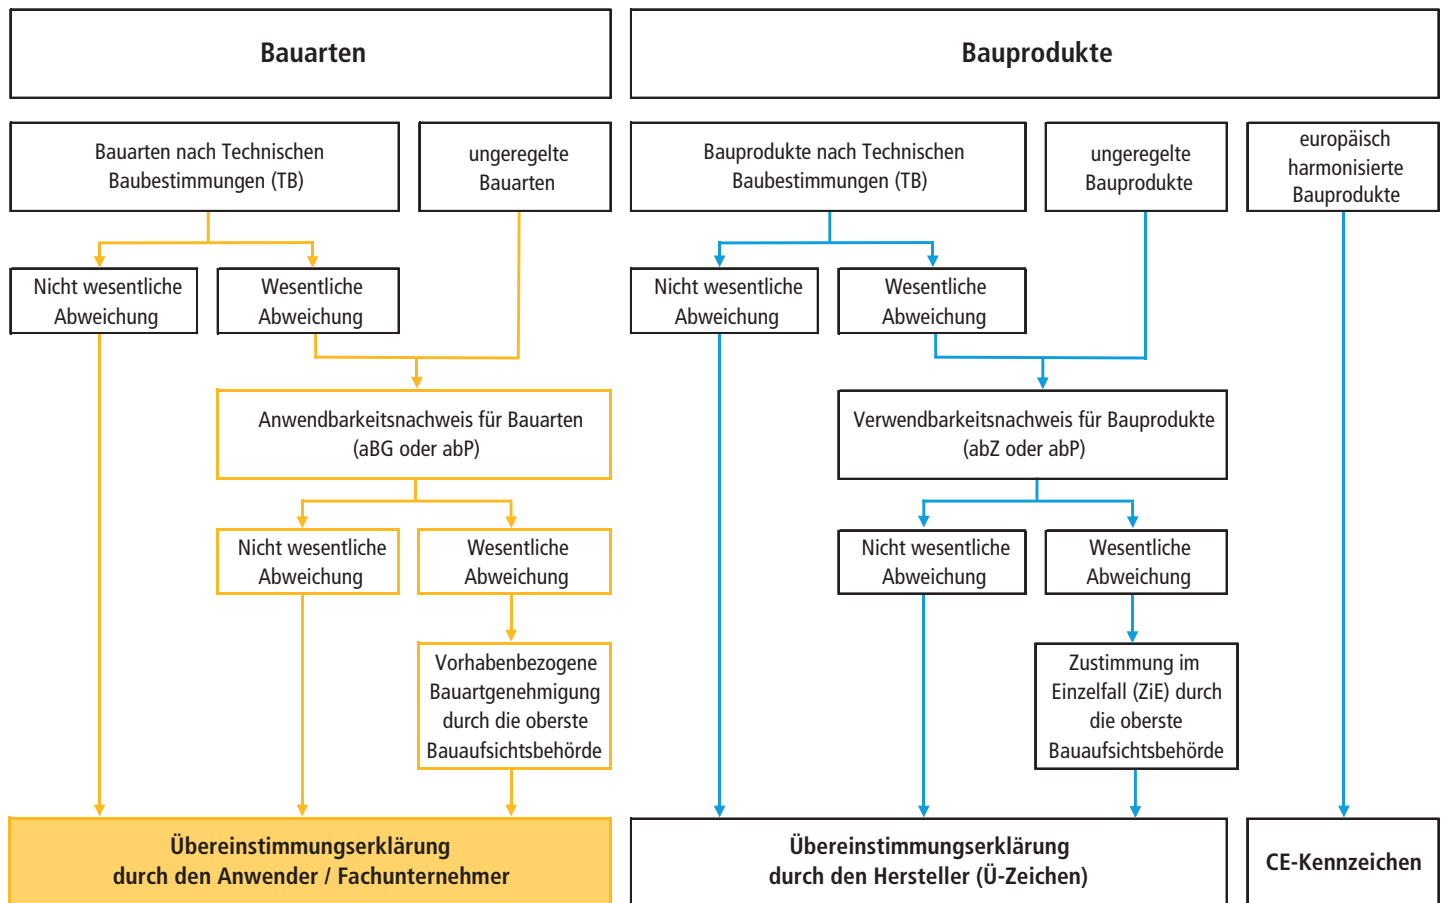 Bauarten
Bauprodukte
Bauarten nach Technischen
Baubestimmungen (TB)
ungeregelte
Bauarten
Bauprodukte nach Technischen
Baubestimmungen (TB)
ungeregelte
Bauprodukte
europäisch
harmonisierte
Bauprodukte
Nicht wesentliche
Abweichung
Wesentliche
Abweichung
Nicht wesentliche
Abweichung
Wesentliche
Abweichung
Anwendbarkeitsnachweis für Bauarten
(aBG oder abP)
Verwendbarkeitsnachweis für Bauprodukte
(abZ oder abP)
Nicht wesentliche
Abweichung
Wesentliche
Abweichung
Nicht wesentliche
Abweichung
Wesentliche
Abweichung
Vorhabenbezogene
Bauartgenehmigung
durch die oberste
Bauaufsichtsbehörde
Zustimmung im
Einzelfall (ZiE) durch
die oberste
Bauaufsichtsbehörde
Übereinstimmungserklärung
durch den Anwender / Fachunternehmer
Übereinstimmungserklärung
durch den Hersteller (Ü-Zeichen)
CE-Kennzeichen